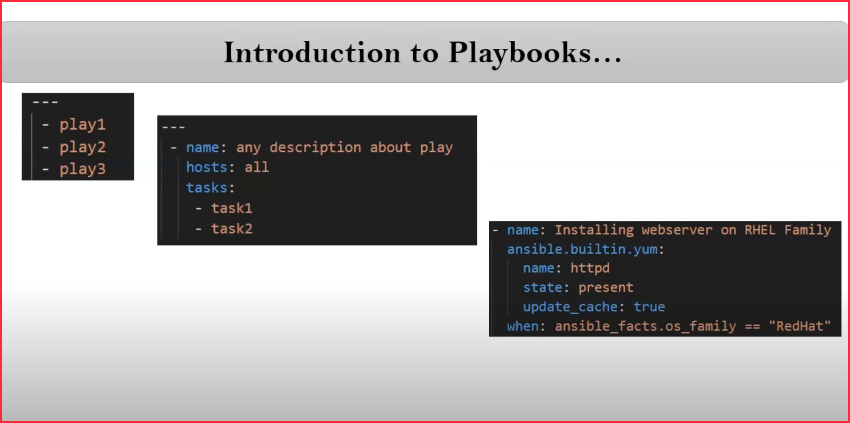 Introduction to Playbooks...
---
- play1
- play2
- play3
---
- name: any description about play
  hosts: all
  tasks:
   - task1
   - task2
- name: Installing webserver on RHEL Family
  ansible.builtin.yum:
    name: httpd
    state: present
    update_cache: true
  when: ansible_facts.os_family == "RedHat"